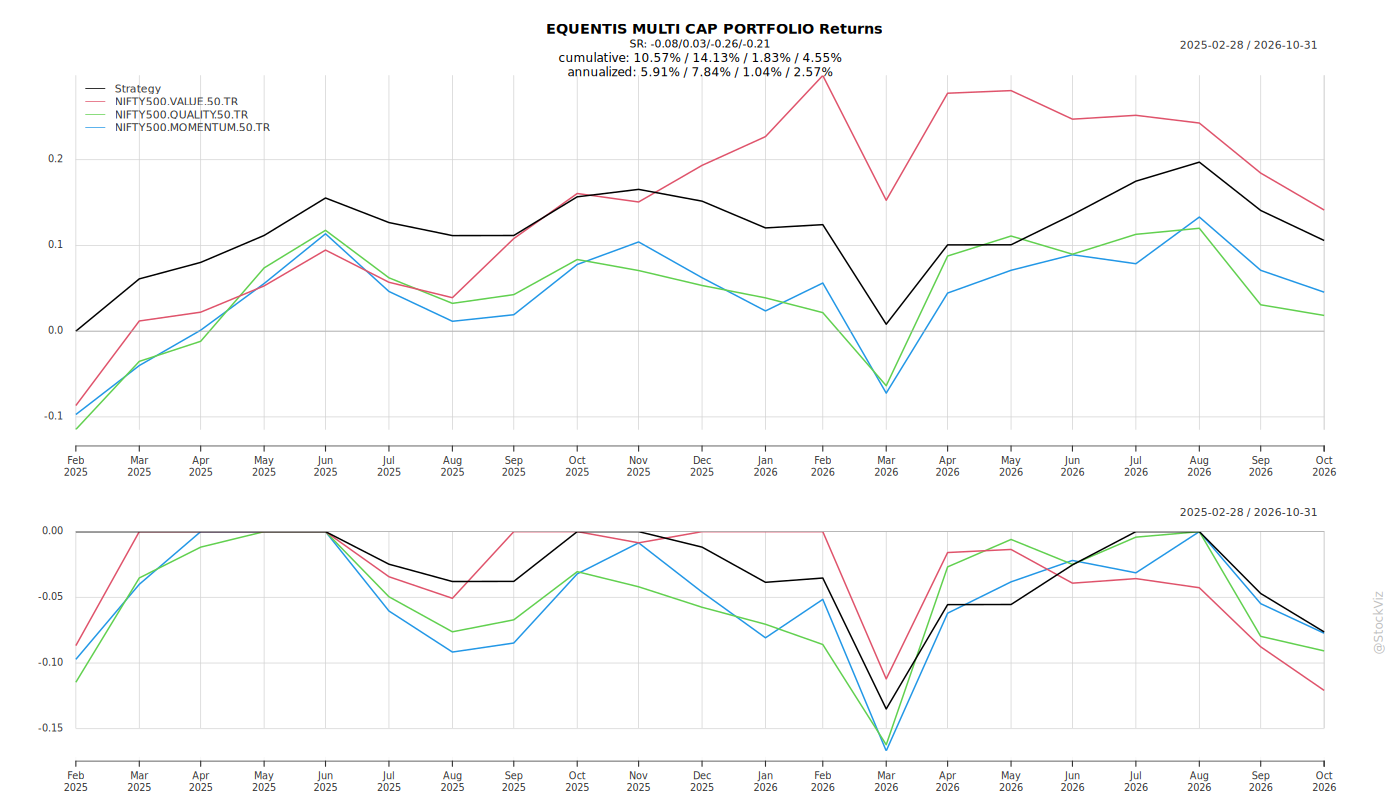 EQUENTIS MULTI CAP PORTFOLIO Returns
SR: -0.08/0.03/-0.26/-0.21
cumulative: 10.57% / 14.13% / 1.83% / 4.55%
annualized: 5.91% / 7.84% / 1.04% / 2.57%
2025-02-28 / 2026-10-31
Strategy
NIFTY500.VALUE.50.TR
NIFTY500.QUALITY.50.TR
NIFTY500.MOMENTUM.50.TR
0.2
0.1
0.0
-0.1
Feb Mar Apr May Jun Jul Aug Sep Oct Nov Dec Jan Feb Mar Apr May Jun Jul Aug Sep Oct
2025 2025 2025 2025 2025 2025 2025 2025 2025 2025 2025 2026 2026 2026 2026 2026 2026 2026 2026 2026 2026
2025-02-28 / 2026-10-31
0.00
-0.05
-0.10
-0.15
Feb Mar Apr May Jun Jul Aug Sep Oct Nov Dec Jan Feb Mar Apr May Jun Jul Aug Sep Oct
2025 2025 2025 2025 2025 2025 2025 2025 2025 2025 2025 2026 2026 2026 2026 2026 2026 2026 2026 2026 2026
@StockViz